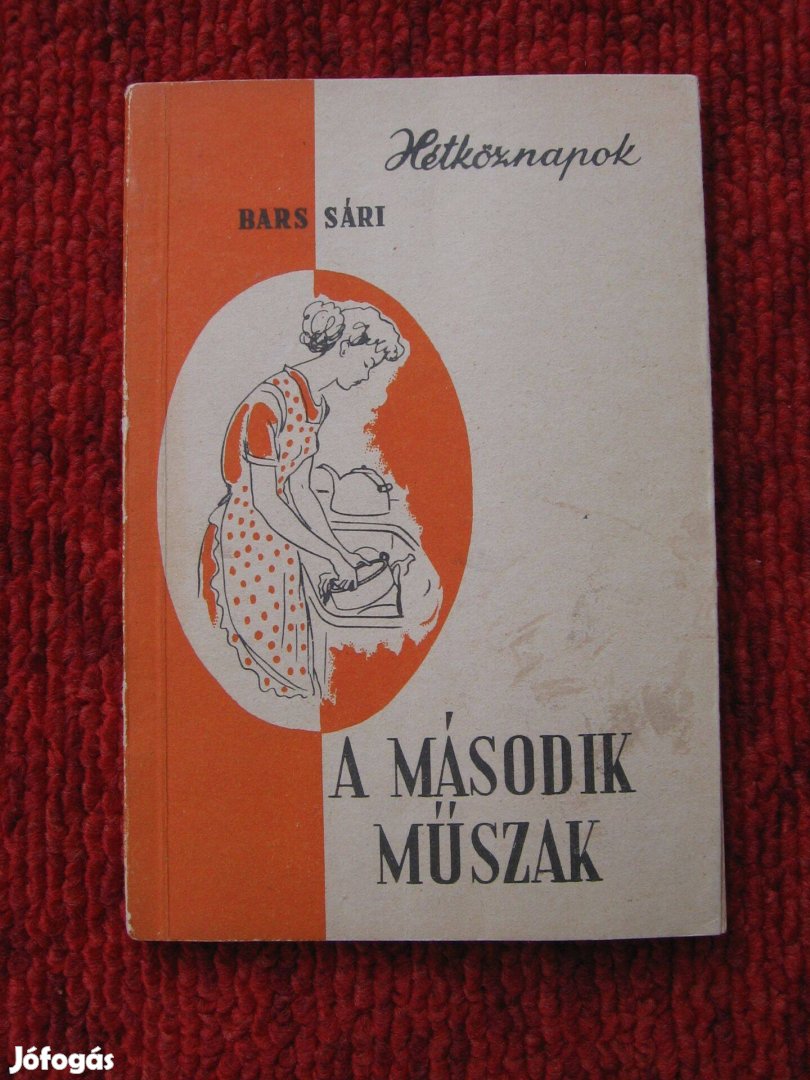 Hétköznapok
BARS SÁRI
A MÁSODIK
MŰSZAK
Jófogás